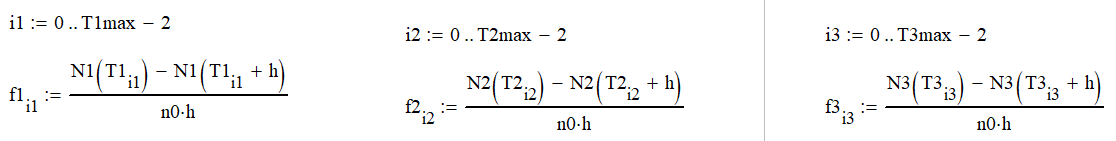 i1 := 0 .. T1max − 2
i2 := 0 .. T2max − 2
i3 := 0 .. T3max − 2
f1_i1 := (N1(T1_i1) − N1(T1_i1 + h)) / (n0·h)
f2_i2 := (N2(T2_i2) − N2(T2_i2 + h)) / (n0·h)
f3_i3 := (N3(T3_i3) − N3(T3_i3 + h)) / (n0·h)